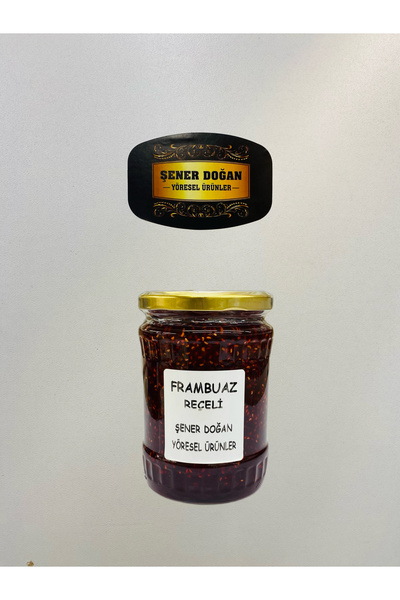 ŞENER DOĞAN
YÖRESEL ÜRÜNLER
FRAMBUAZ
REÇELİ
ŞENER DOĞAN
YÖRESEL ÜRÜNLER